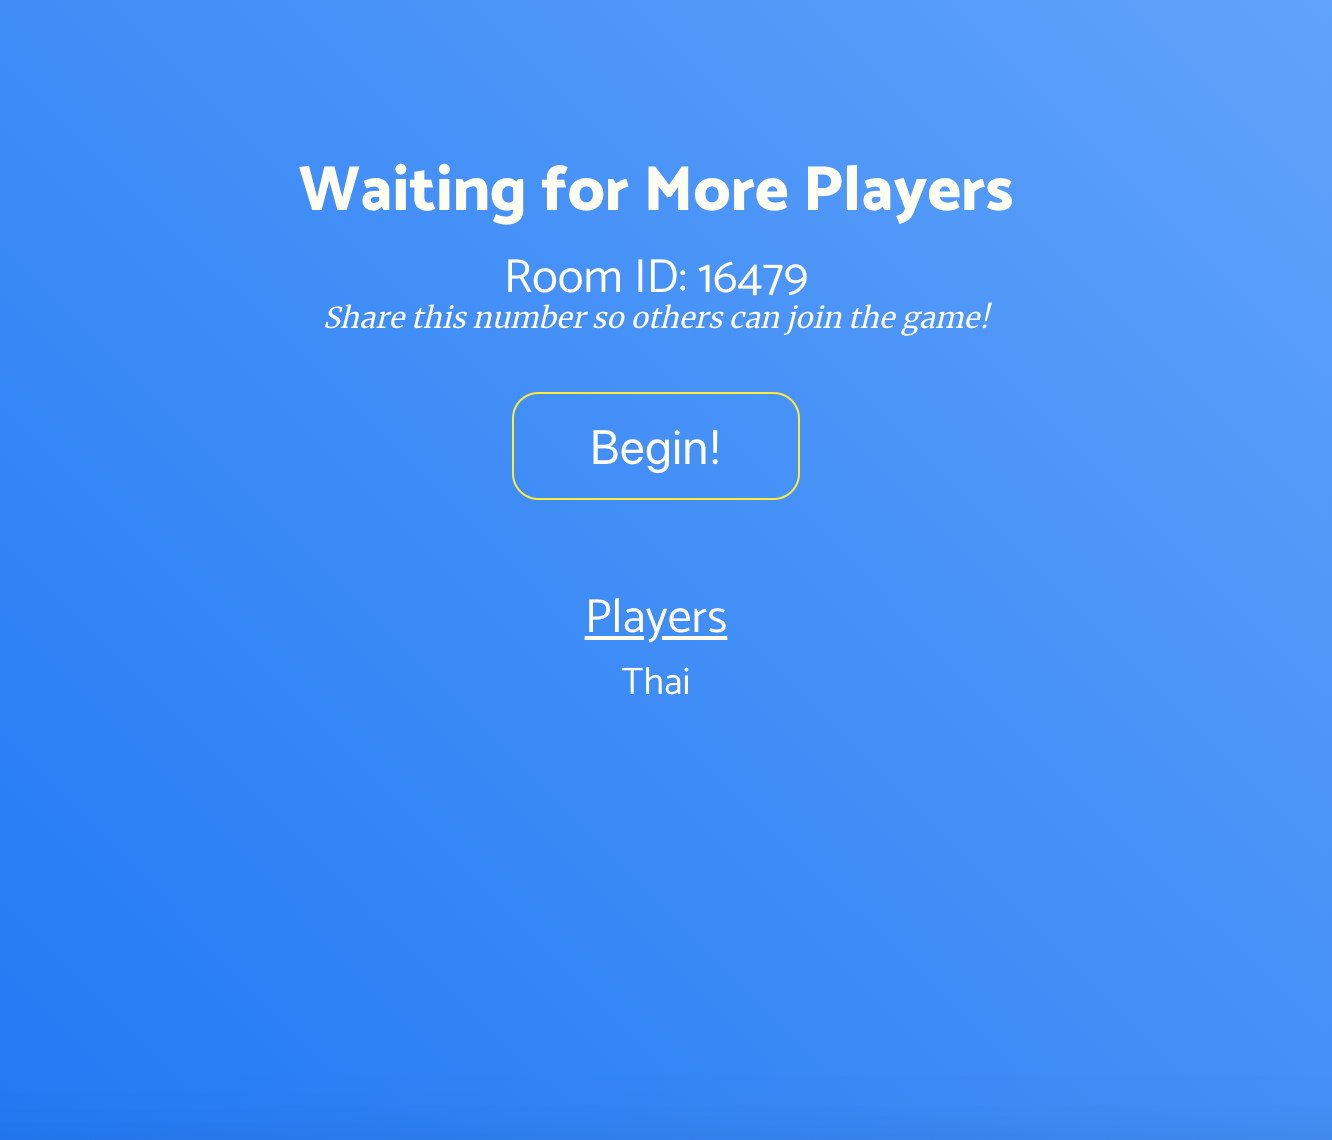 Waiting for More Players
Room ID: 16479
Share this number so others can join the game!
Begin!
Players
Thai